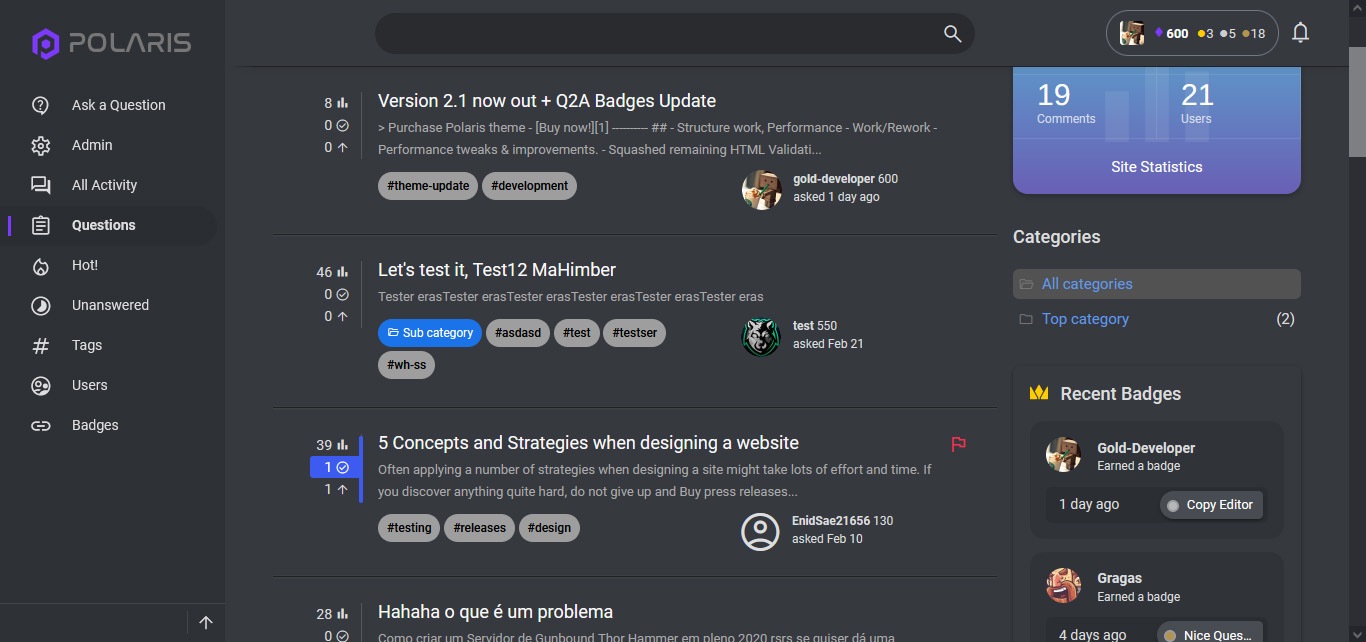 POLARIS
Ask a Question
Admin
All Activity
Questions
Hot!
Unanswered
Tags
Users
Badges
600 3 5 18
8
0
0
Version 2.1 now out + Q2A Badges Update
> Purchase Polaris theme - [Buy now!][1] --------- ## - Structure work, Performance - Work/Rework -
Performance tweaks & improvements. - Squashed remaining HTML Validati...
#theme-update #development
gold-developer 600
asked 1 day ago
46
0
0
Let's test it, Test12 MaHimber
Tester erasTester erasTester erasTester erasTester erasTester eras
Sub category #asdasd #test #testser
#wh-ss
test 550
asked Feb 21
39
1
1
5 Concepts and Strategies when designing a website
Often applying a number of strategies when designing a site might take lots of effort and time. If
you discover anything quite hard, do not give up and Buy press releases...
#testing #releases #design
EnidSae21656 130
asked Feb 10
28
0
Hahaha o que é um problema
Como criar um Servidor de Gunbound Thor Hammer em pleno 2020 rsrs se quiser dá uma
19 21
Comments Users
Site Statistics
Categories
All categories
Top category (2)
Recent Badges
Gold-Developer
Earned a badge
1 day ago Copy Editor
Gragas
Earned a badge
4 days ago Nice Ques...